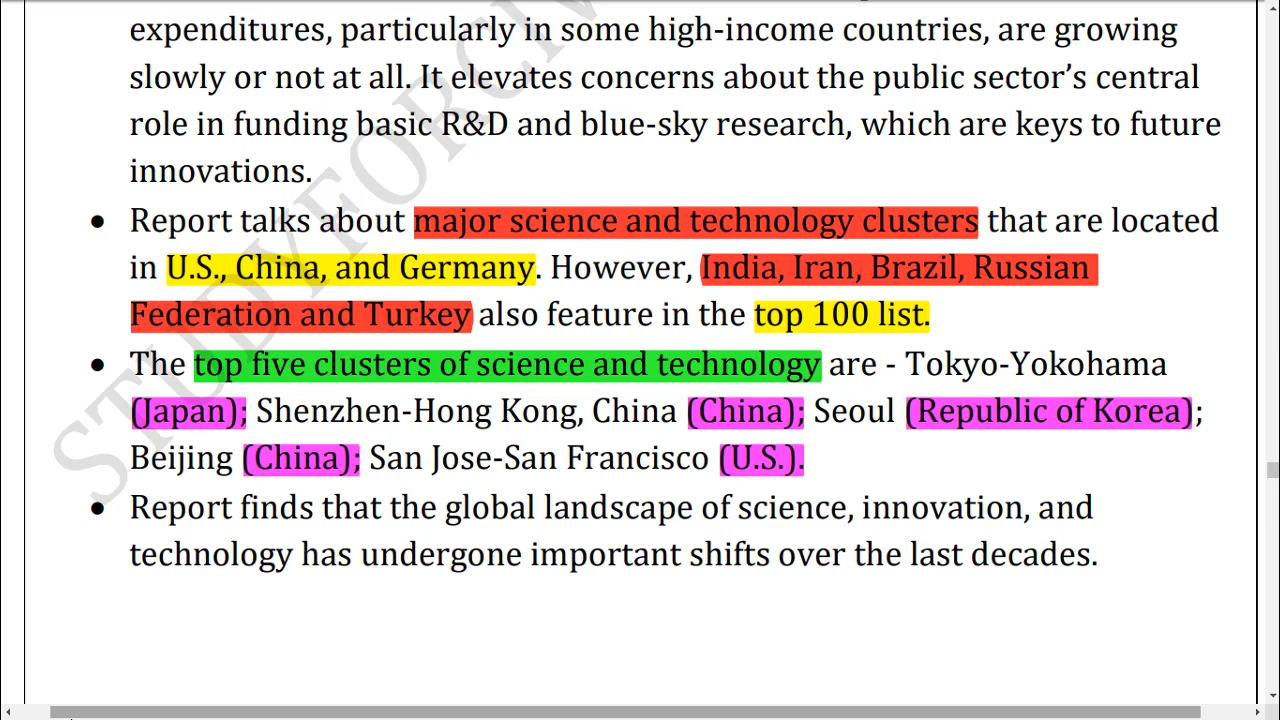 expenditures, particularly in some high-income countries, are growing
slowly or not at all. It elevates concerns about the public sector's central
role in funding basic R&D and blue-sky research, which are keys to future
innovations.
• Report talks about major science and technology clusters that are located
in U.S., China, and Germany. However, India, Iran, Brazil, Russian
Federation and Turkey also feature in the top 100 list.
• The top five clusters of science and technology are - Tokyo-Yokohama
(Japan); Shenzhen-Hong Kong, China (China); Seoul (Republic of Korea);
Beijing (China); San Jose-San Francisco (U.S.).
• Report finds that the global landscape of science, innovation, and
technology has undergone important shifts over the last decades.